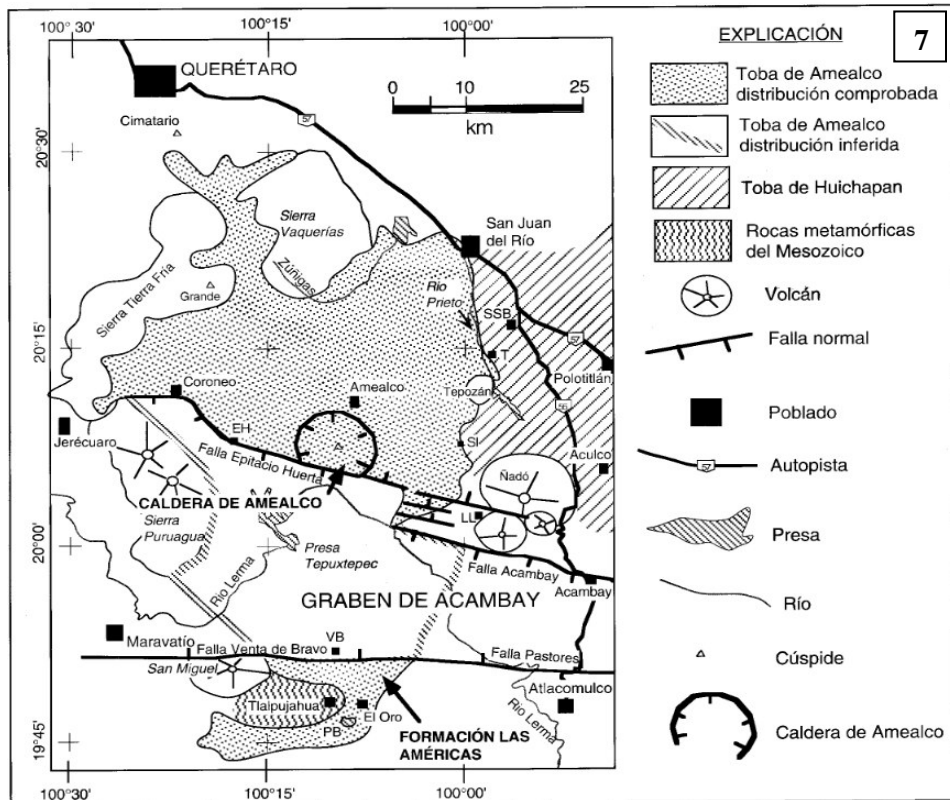 100°30'
100°15'
100°00'
QUERÉTARO
Cimatario
57
0 10 25
km
20°30'
Sierra
Vaquerías
San Juan
del Río
Zúñigas
Sierra Tierra Fría
Grande
Río
Prieto
SSB
57
20°15'
T
Polotitlán
Coroneo
Amealco
Tepozán
55
Jerécuaro
EH
SI
Aculco
Falla Epitacio Huerta
Ñadó
CALDERA DE AMEALCO
LL
Sierra
Puruagua
20°00'
Presa
Tepuxtepec
Falla Acambay
Rio Lerma
Acambay
GRABEN DE ACAMBAY
Maravatío
Falla Venta de Bravo
VB
Falla Pastores
San Miguel
Atlacomulco
Tlalpujahua
El Oro
Rio Lerma
PB
FORMACIÓN LAS
AMÉRICAS
19°45'
100°30'
100°15'
100°00'
7
EXPLICACIÓN
Toba de Amealco
distribución comprobada
Toba de Amealco
distribución inferida
Toba de Huichapan
Rocas metamórficas
del Mesozoico
Volcán
Falla normal
Poblado
57
Autopista
Presa
Río
Cúspide
Caldera de Amealco